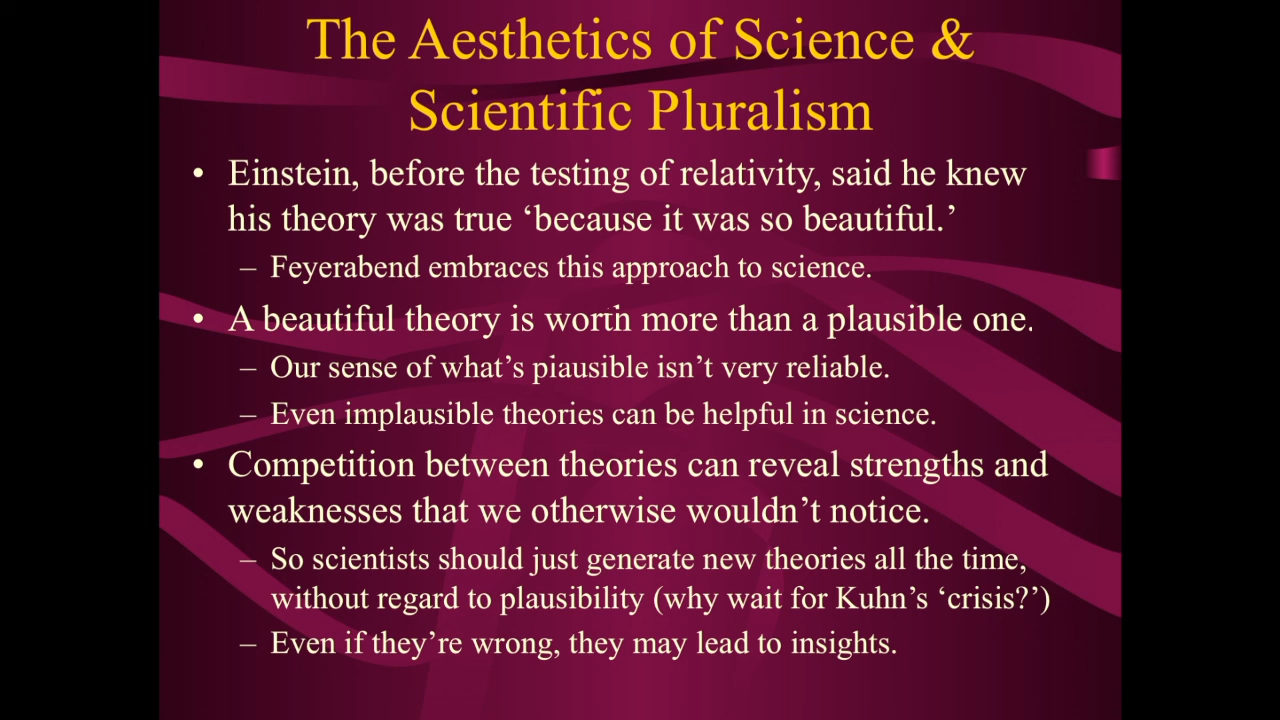 The Aesthetics of Science &
Scientific Pluralism
• Einstein, before the testing of relativity, said he knew
his theory was true ‘because it was so beautiful.’
– Feyerabend embraces this approach to science.
• A beautiful theory is worth more than a plausible one.
– Our sense of what’s plausible isn’t very reliable.
– Even implausible theories can be helpful in science.
• Competition between theories can reveal strengths and
weaknesses that we otherwise wouldn’t notice.
– So scientists should just generate new theories all the time,
without regard to plausibility (why wait for Kuhn’s ‘crisis?’)
– Even if they’re wrong, they may lead to insights.